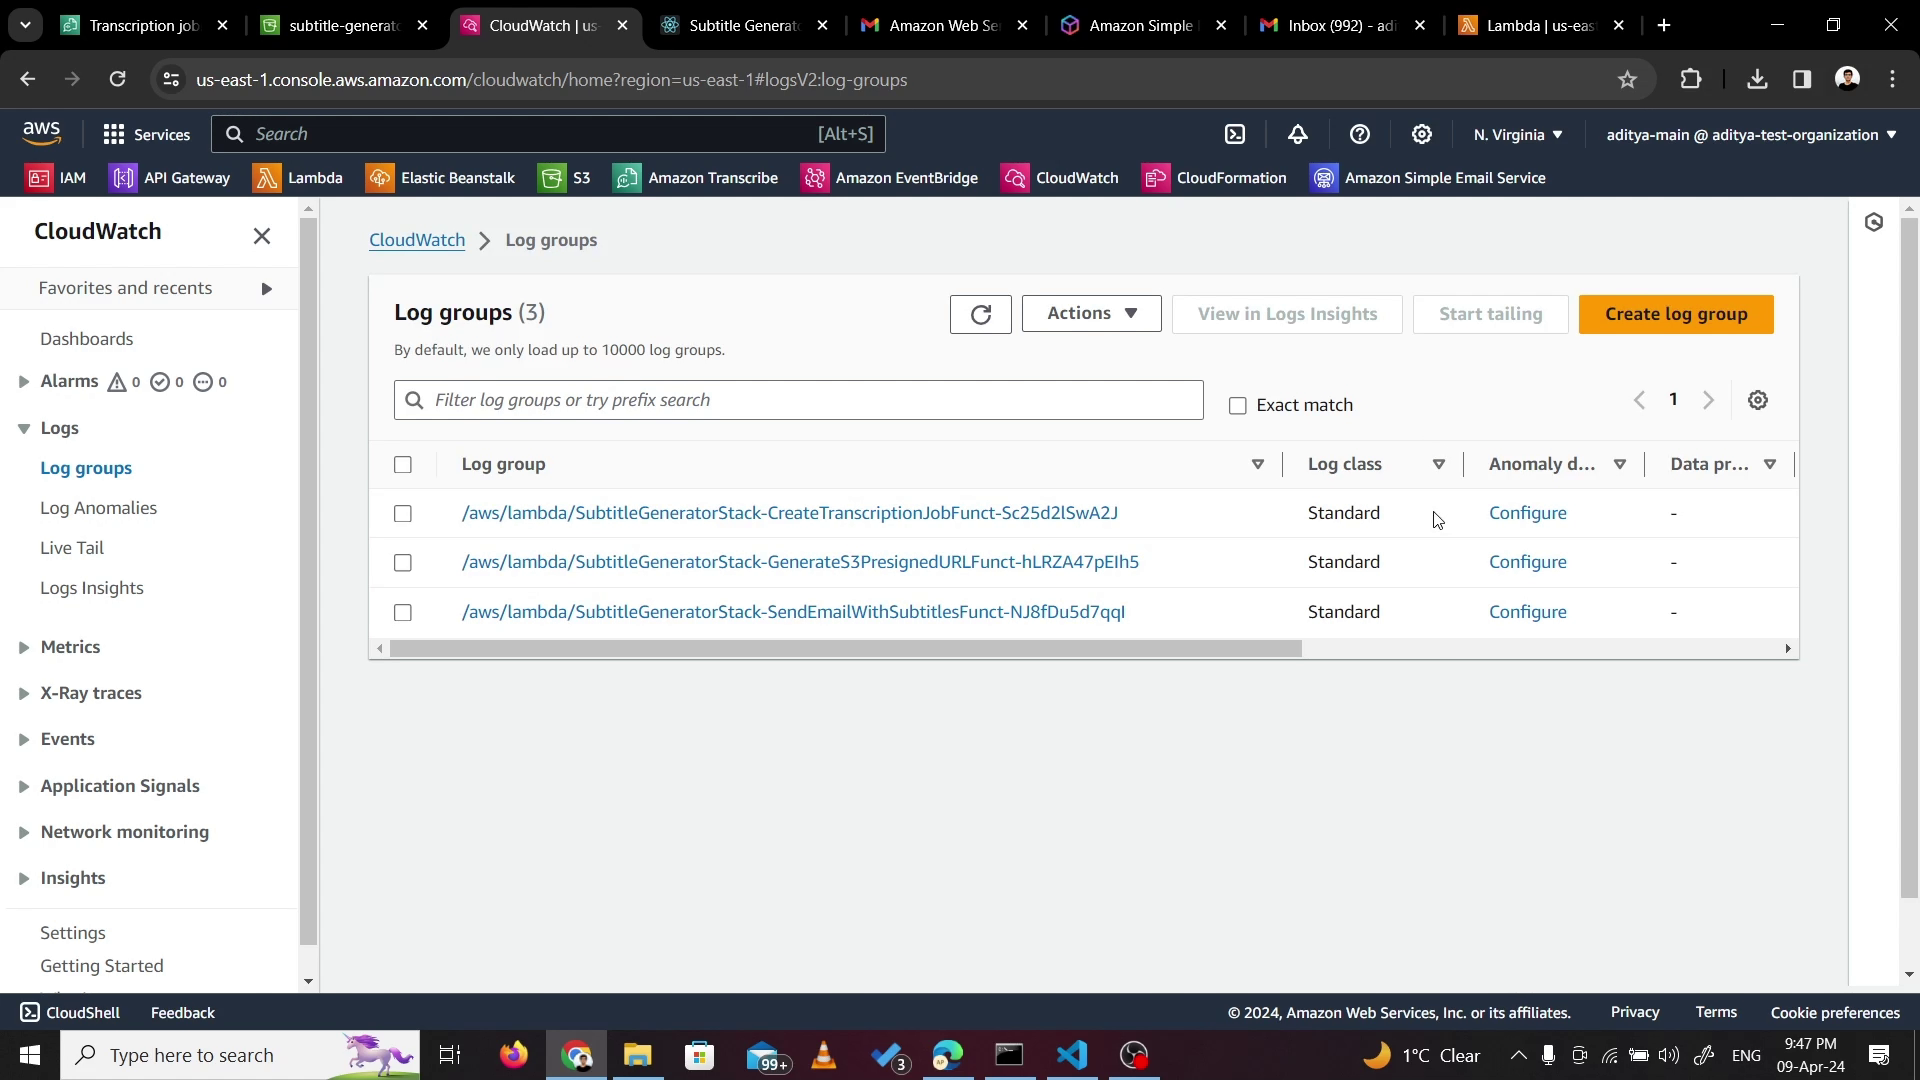 Transcription job
subtitle-generat
CloudWatch | us-
Subtitle Generat
Amazon Web Se
Amazon Simple
Inbox (992) - adi
Lambda | us-eas
us-east-1.console.aws.amazon.com/cloudwatch/home?region=us-east-1#logsV2:log-groups
aws
Services
Search
[Alt+S]
N. Virginia
aditya-main @ aditya-test-organization
IAM
API Gateway
Lambda
Elastic Beanstalk
S3
Amazon Transcribe
Amazon EventBridge
CloudWatch
CloudFormation
Amazon Simple Email Service
CloudWatch
Favorites and recents
Dashboards
Alarms 0 0 0
Logs
Log groups
Log Anomalies
Live Tail
Logs Insights
Metrics
X-Ray traces
Events
Application Signals
Network monitoring
Insights
Settings
Getting Started
CloudWatch > Log groups
Log groups (3)
Actions
View in Logs Insights
Start tailing
Create log group
By default, we only load up to 10000 log groups.
Filter log groups or try prefix search
Exact match
1
Log group
Log class
Anomaly d...
Data pr...
/aws/lambda/SubtitleGeneratorStack-CreateTranscriptionJobFunct-Sc25d2lSwA2J
Standard
Configure
-
/aws/lambda/SubtitleGeneratorStack-GenerateS3PresignedURLFunct-hLRZA47pEIh5
Standard
Configure
-
/aws/lambda/SubtitleGeneratorStack-SendEmailWithSubtitlesFunct-NJ8fDu5d7qqI
Standard
Configure
-
CloudShell
Feedback
© 2024, Amazon Web Services, Inc. or its affiliates.
Privacy
Terms
Cookie preferences
Type here to search
99+
3
1°C Clear
ENG
9:47 PM
09-Apr-24